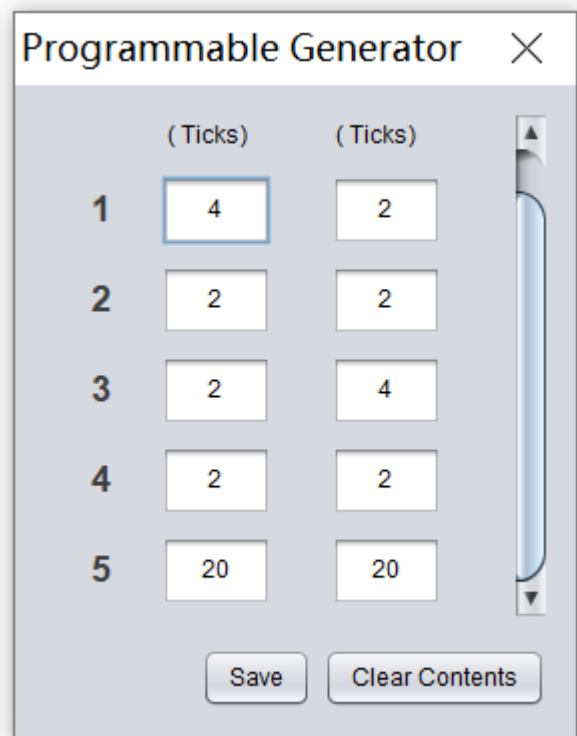 Programmable Generator
(Ticks) (Ticks)
1 4 2
2 2 2
3 2 4
4 2 2
5 20 20
Save Clear Contents